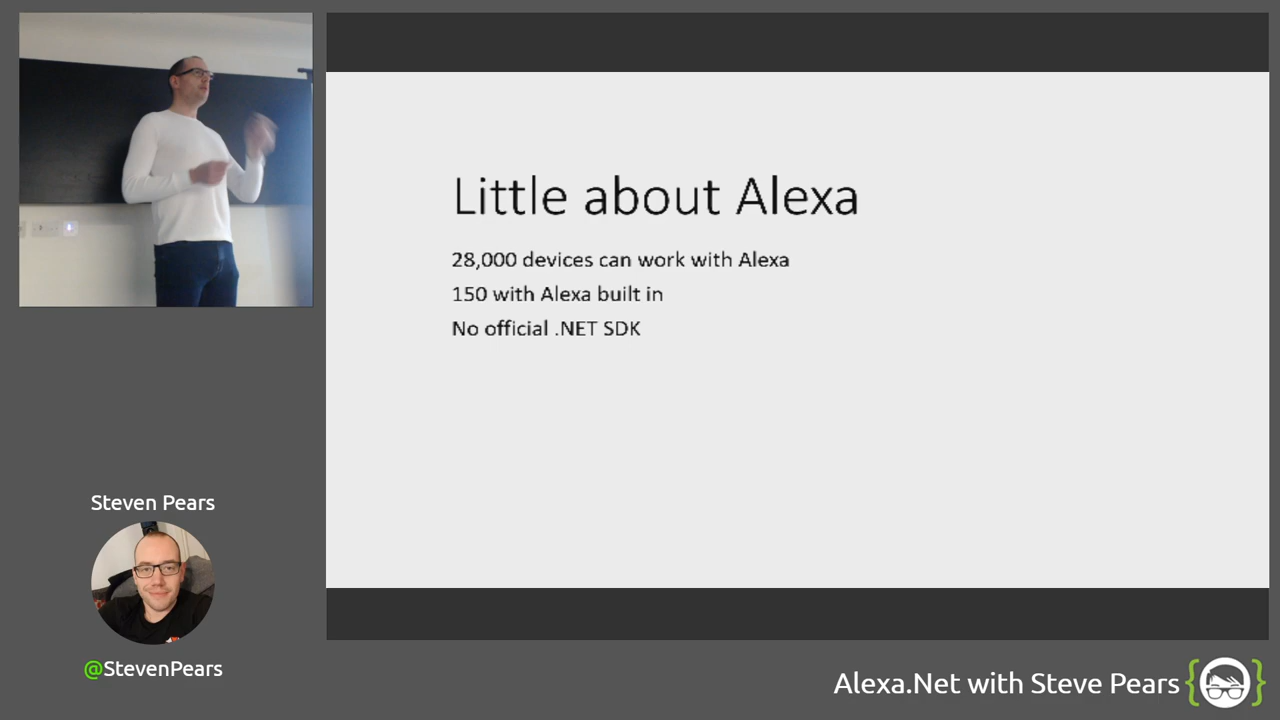 Little about Alexa
28,000 devices can work with Alexa
150 with Alexa built in
No official .NET SDK
Steven Pears
@StevenPears
Alexa.Net with Steve Pears